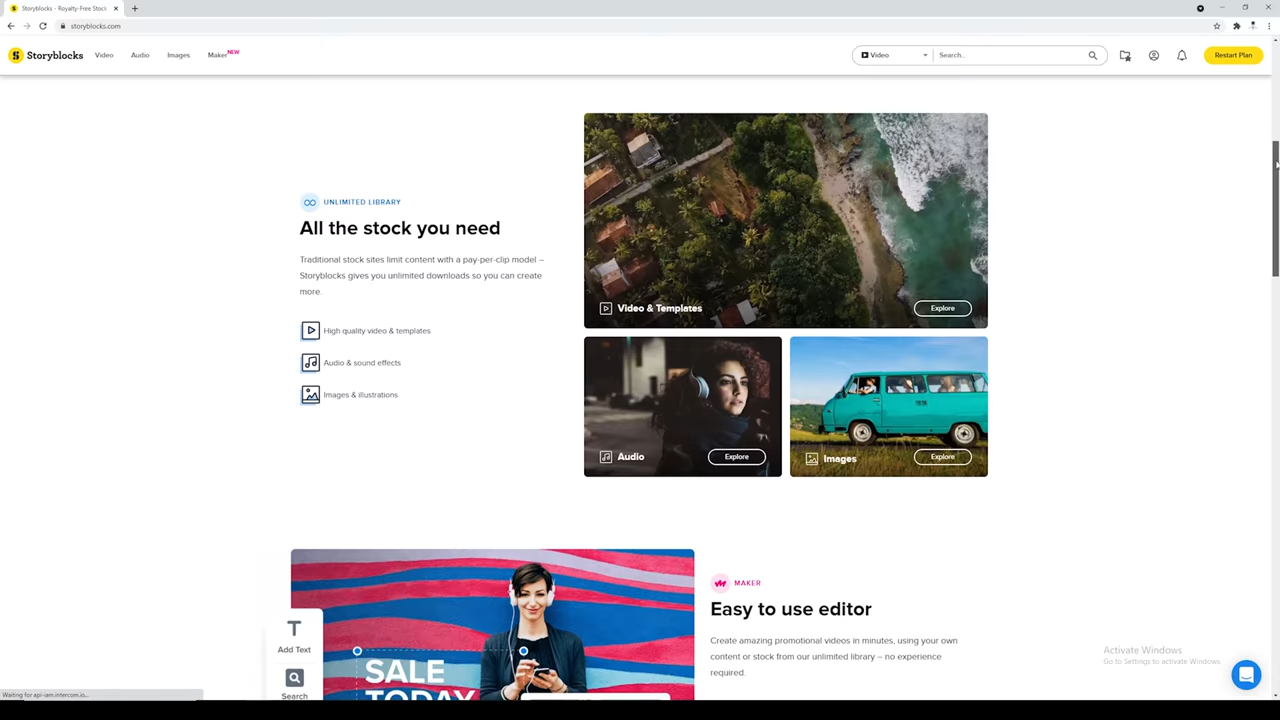 Storyblocks - Royalty-Free Stock
storyblocks.com
Storyblocks
Video
Audio
Images
Maker NEW
Video
Search...
Restart Plan
UNLIMITED LIBRARY
All the stock you need
Traditional stock sites limit content with a pay-per-clip model –
Storyblocks gives you unlimited downloads so you can create
more.
High quality video & templates
Audio & sound effects
Images & illustrations
Video & Templates
Explore
Audio
Explore
Images
Explore
MAKER
Easy to use editor
Create amazing promotional videos in minutes, using your own
content or stock from our unlimited library – no experience
required.
Add Text
Search
SALE
TODAY
Activate Windows
Go to Settings to activate Windows.
Waiting for api-iam.intercom.io...